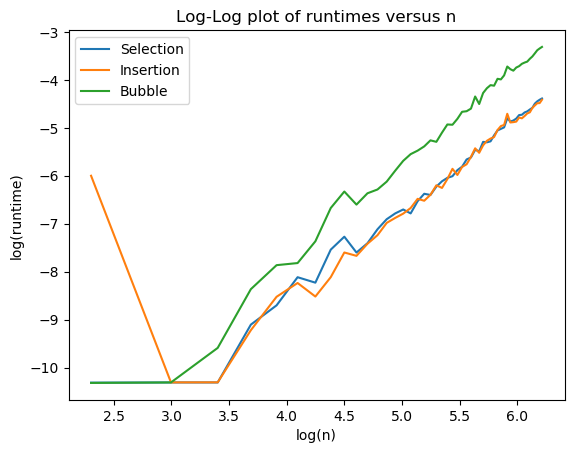 Log-Log plot of runtimes versus n
Selection
Insertion
Bubble
log(runtime)
−3
−4
−5
−6
−7
−8
−9
−10
2.5 3.0 3.5 4.0 4.5 5.0 5.5 6.0
log(n)